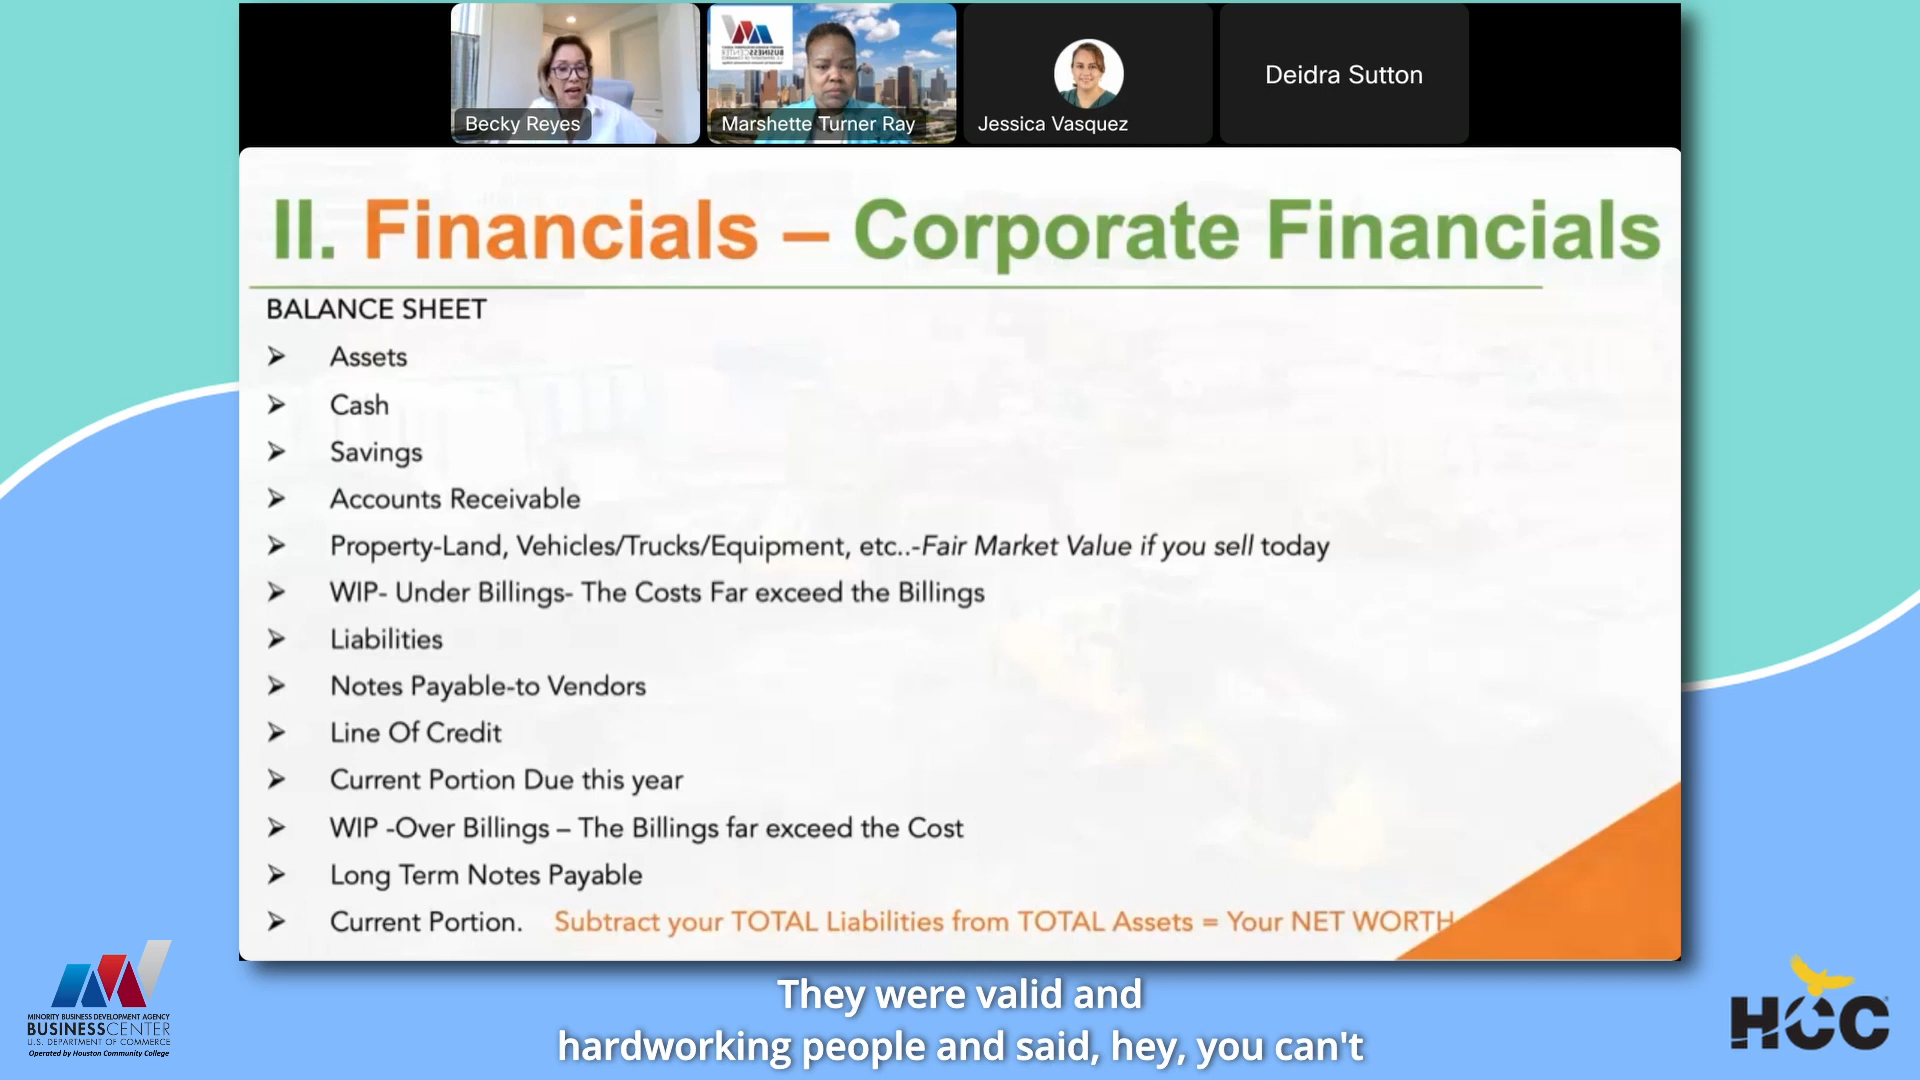 Becky Reyes
Marshette Turner Ray
Jessica Vasquez
Deidra Sutton
II. Financials – Corporate Financials
BALANCE SHEET
➤ Assets
➤ Cash
➤ Savings
➤ Accounts Receivable
➤ Property-Land, Vehicles/Trucks/Equipment, etc..-Fair Market Value if you sell today
➤ WIP- Under Billings- The Costs Far exceed the Billings
➤ Liabilities
➤ Notes Payable-to Vendors
➤ Line Of Credit
➤ Current Portion Due this year
➤ WIP -Over Billings – The Billings far exceed the Cost
➤ Long Term Notes Payable
➤ Current Portion. Subtract your TOTAL Liabilities from TOTAL Assets = Your NET WORTH
MINORITY BUSINESS DEVELOPMENT AGENCY
BUSINESSCENTER
U.S. DEPARTMENT OF COMMERCE
Operated by Houston Community College
They were valid and
hardworking people and said, hey, you can't
HCC